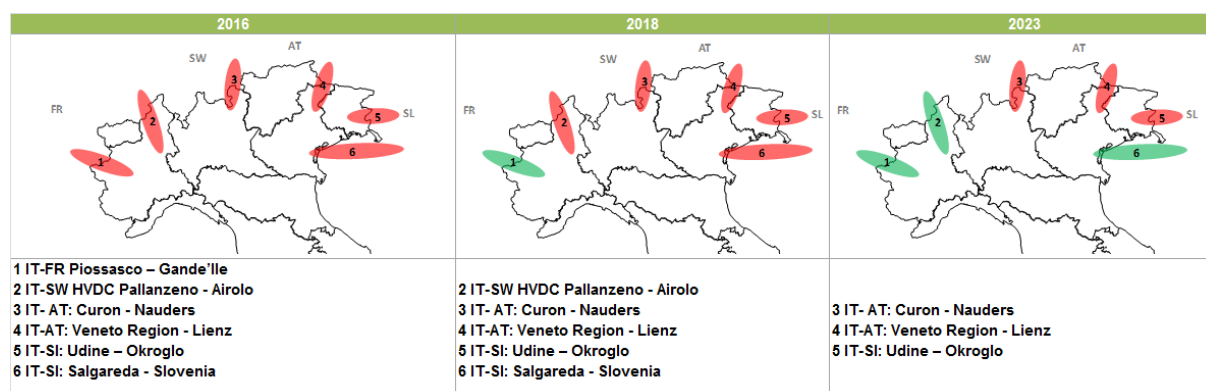 2016
2018
2023
AT
SW
3
4
FR
2
5
SL
1
6
AT
SW
3
4
FR
2
5
SL
1
6
AT
SW
3
4
FR
2
5
SL
1
6
1 IT-FR Piossasco – Gande'lle
2 IT-SW HVDC Pallanzeno - Airolo
3 IT- AT: Curon - Nauders
4 IT-AT: Veneto Region - Lienz
5 IT-SI: Udine – Okroglo
6 IT-SI: Salgareda - Slovenia
2 IT-SW HVDC Pallanzeno - Airolo
3 IT- AT: Curon - Nauders
4 IT-AT: Veneto Region - Lienz
5 IT-SI: Udine – Okroglo
6 IT-SI: Salgareda - Slovenia
3 IT- AT: Curon - Nauders
4 IT-AT: Veneto Region - Lienz
5 IT-SI: Udine – Okroglo